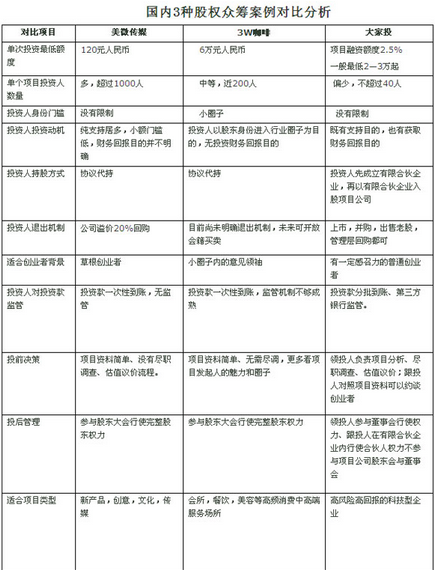 国内3种股权众筹案例对比分析
对比项目 美微传媒 3W咖啡 大家投
单次投资最低额 120元人民币 6万元人民币 项目融资额度2.5%
度 一般最低2—3万起
单个项目投资人 多，超过1000人 中等，近200人 偏少，不超过40人
数量
投资人身份门槛 没有限制 小圈子 没有限制
投资人投资动机 纯支持居多，小额门槛 投资人以股东身份进入行业圈子为目 既有支持目的，也有获取
低，财务回报目的并不明 的，无投资财务回报目的 财务回报目的
确
投资人持股方式 协议代持 协议代持 投资人先成立有限合伙企
业，再以有限合伙企业入
股项目公司
投资人退出机制 公司溢价20%回购 目前尚未明确退出机制，未来可开放 上市，并购，出售老股，
会籍买卖 管理层回购都可
适合创业者背景 草根创业者 小圈子内的意见领袖 有一定感召力的普通创业
者
投资人对投资款 投资款一次性到账，无监 投资款一次性到账，监管机制不够成 投资款分批到账、第三方
监管 管 熟 银行监管。
投前决策 项目资料简单、没有尽职 项目资料简单、无需尽调，更多看项 领投人负责项目分析、尽
调查、估值议价流程。 目发起人的魅力和圈子 职调查、估值议价；跟投
人对照项目资料可以约谈
创业者
投后管理 参与股东大会行使完整股 参与股东大会行使完整股东权力 领投人参与董事会行使权
东权力 力、跟投人在有限合伙企
业内行使合伙人权力不参
与项目公司股东会与董事
会
适合项目类型 新产品，创意，文化，传 会所，餐饮，美容等高频消费中高端 高风险高回报的科技型企
媒 服务场所 业